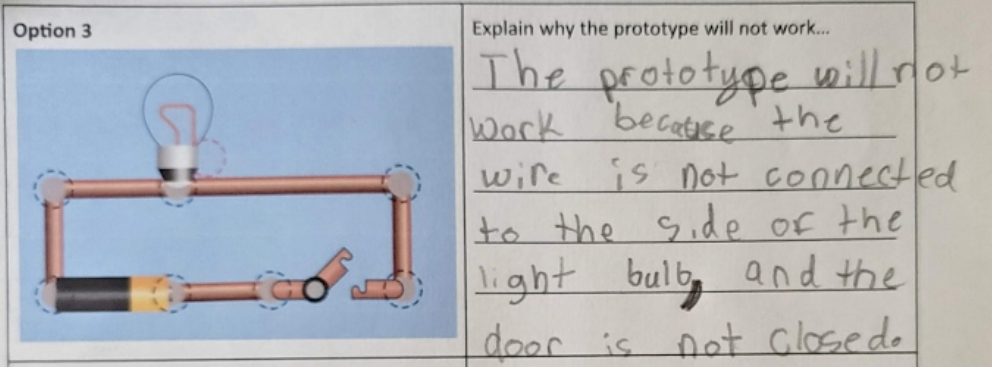 Option 3
Explain why the prototype will not work...
The prototype will not
work because the
wire is not connected
to the side of the
light bulb, and the
door is not closed.